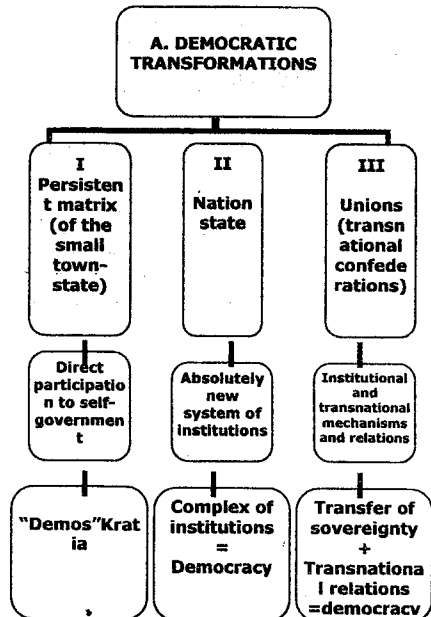 A. DEMOCRATIC
TRANSFORMATIONS
I
Persisten
t matrix
(of the
small
town-
state)
II
Nation
state
III
Unions
(transn
ational
confede
rations)
Direct
participatio
n to self-
governmen
t
Absolutely
new
system of
institutions
Institutional
and
transnational
mechanisms
and relations
"Demos"Krat
ia
,
Complex of
institutions
=
Democracy
Transfer of
sovereignty
+
Transnationa
l relations
=democracy